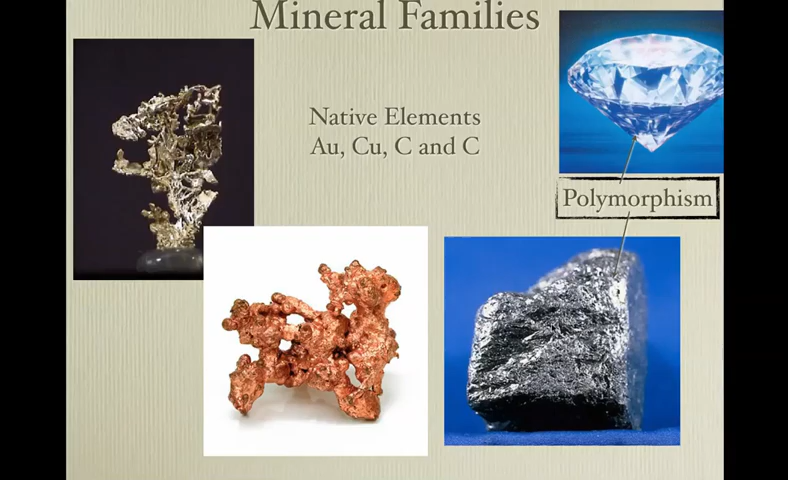 Mineral Families
Native Elements
Au, Cu, C and C
Polymorphism